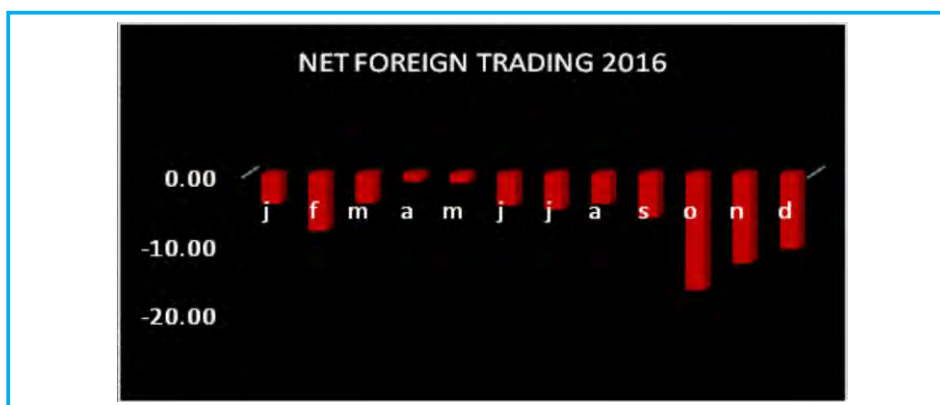 NET FOREIGN TRADING 2016
0.00
j f m a m j j a s o n d
-10.00
-20.00